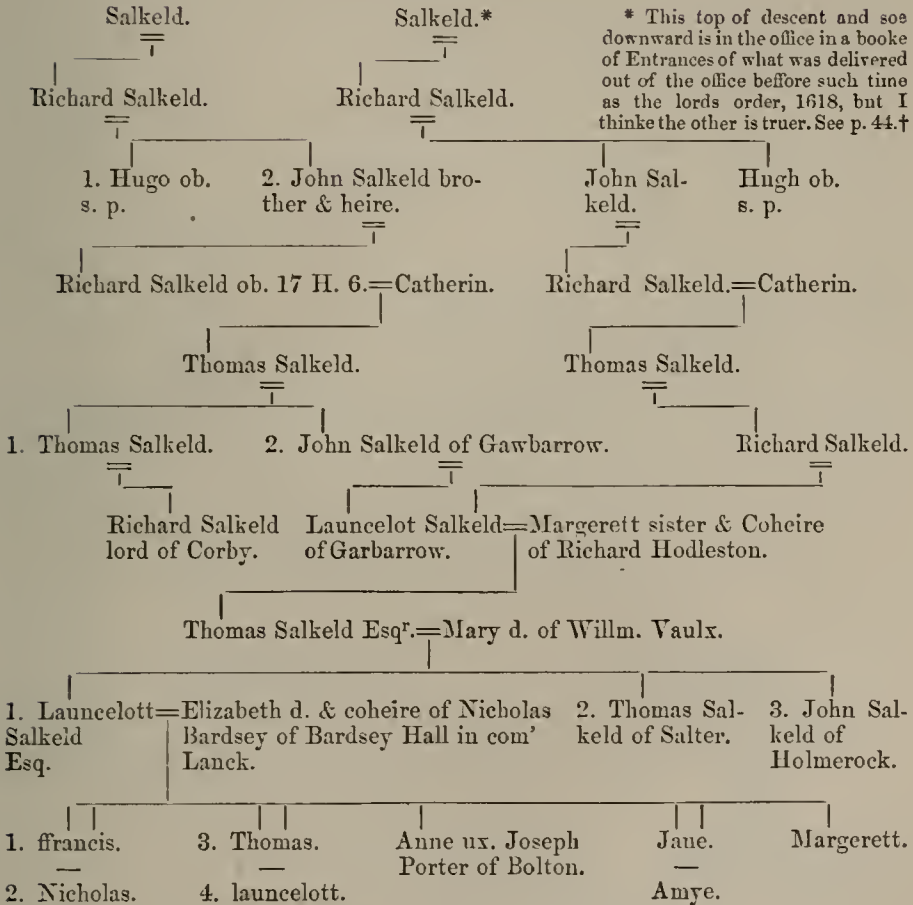 Salkeld.
Salkeld.*
* This top of descent and soe
downward is in the office in a booke
of Entrances of what was delivered
out of the office beffore such time
as the lords order, 1618, but I
thinke the other is truer. See p. 44.†
Richard Salkeld.
Richard Salkeld.
1. Hugo ob.
s. p.
2. John Salkeld bro-
ther & heire.
John Sal-
keld.
Hugh ob.
s. p.
Richard Salkeld ob. 17 H. 6.=Catherin.
Richard Salkeld.=Catherin.
Thomas Salkeld.
Thomas Salkeld.
1. Thomas Salkeld.
2. John Salkeld of Gawbarrow.
Richard Salkeld.
Richard Salkeld
lord of Corby.
Launcelot Salkeld=Margerett sister & Coheire
of Garbarrow.
of Richard Hodleston.
Thomas Salkeld Esqr.=Mary d. of Willm. Vaulx.
1. Launcelott=Elizabeth d. & coheire of Nicholas
Salkeld
Esq.
Bardsey of Bardsey Hall in com'
Lanck.
2. Thomas Sal-
keld of Salter.
3. John Sal-
keld of
Holmerock.
1. ffrancis.
2. Nicholas.
3. Thomas.
4. launcelott.
Anne ux. Joseph
Porter of Bolton.
Jane.
Amye.
Margerett.